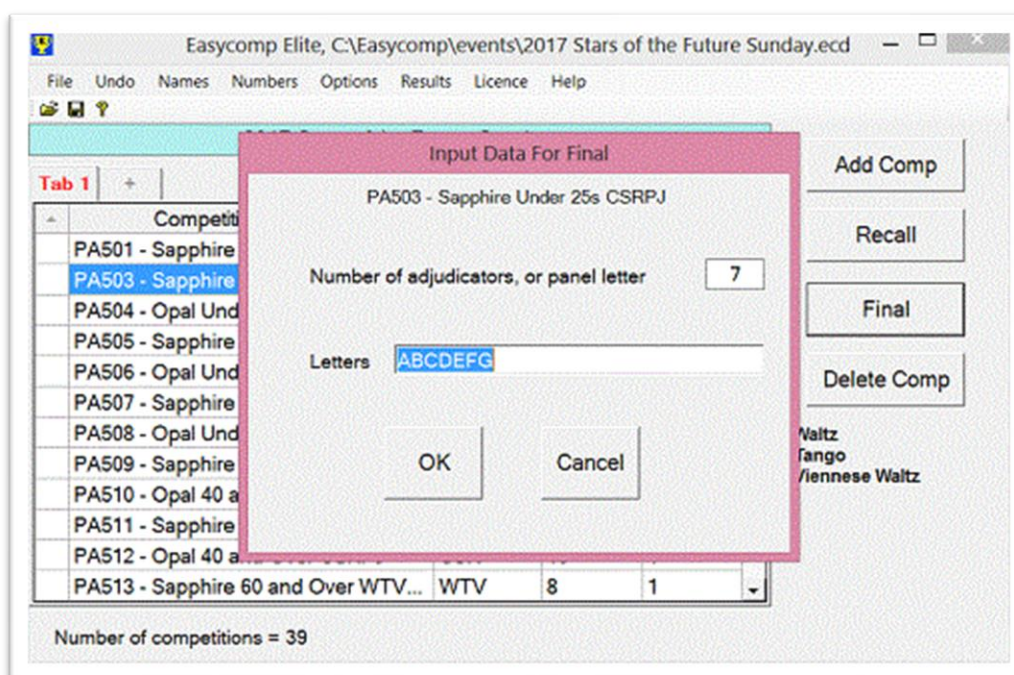 Easycomp Elite, C:\Easycomp\events\2017 Stars of the Future Sunday.ecd
File Undo Names Numbers Options Results Licence Help
Input Data For Final
PA503 - Sapphire Under 25s CSRPJ
Number of adjudicators, or panel letter 7
Letters ABCDEFG
OK Cancel
Tab 1 +
Competiti
PA501 - Sapphire
PA503 - Sapphire
PA504 - Opal Und
PA505 - Sapphire
PA506 - Opal Und
PA507 - Sapphire
PA508 - Opal Und
PA509 - Sapphire
PA510 - Opal 40 a
PA511 - Sapphire
PA512 - Opal 40 a
PA513 - Sapphire 60 and Over WTV... WTV 8 1
Add Comp
Recall
Final
Delete Comp
Waltz
Tango
Viennese Waltz
Number of competitions = 39